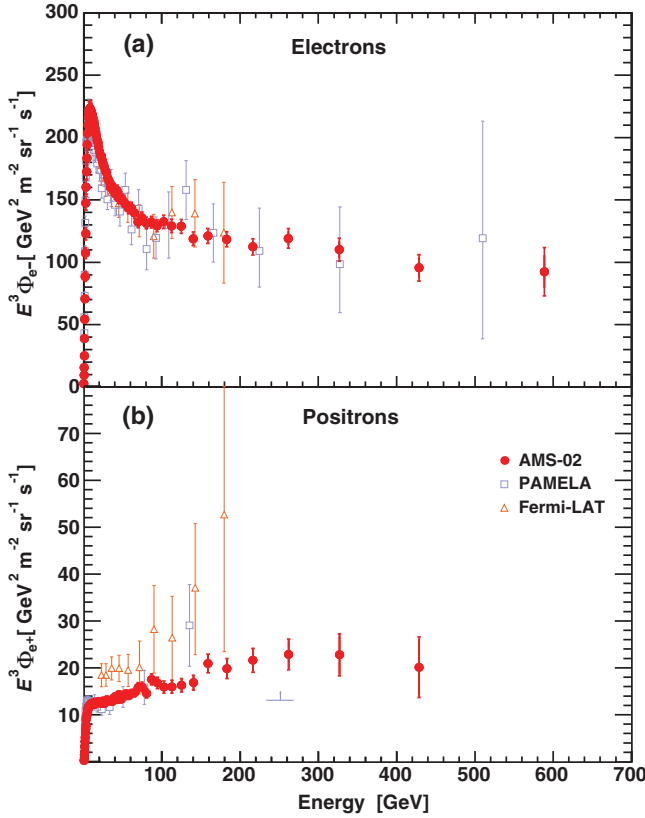 300
(a)
Electrons
250
200
150
100
50
0
E³Φe-[ GeV² m⁻² sr⁻¹ s⁻¹]
(b)
Positrons
70
60
50
40
30
20
10
E³Φe+[ GeV² m⁻² sr⁻¹ s⁻¹]
AMS-02
PAMELA
Fermi-LAT
100 200 300 400 500 600 700
Energy [GeV]